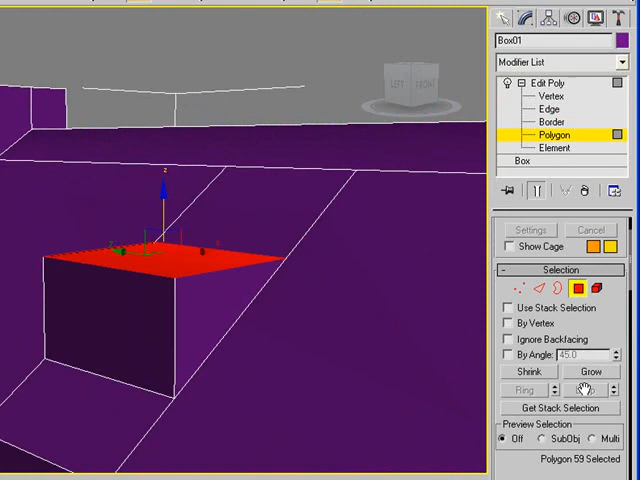 LEFT
FRONT
z
Box01
Modifier List
Edit Poly
Vertex
Edge
Border
Polygon
Element
Box
Settings
Cancel
Show Cage
- Selection
Use Stack Selection
By Vertex
Ignore Backfacing
By Angle: 45.0
Shrink
Grow
Ring
Get Stack Selection
Preview Selection
Off
SubObj
Multi
Polygon 59 Selected